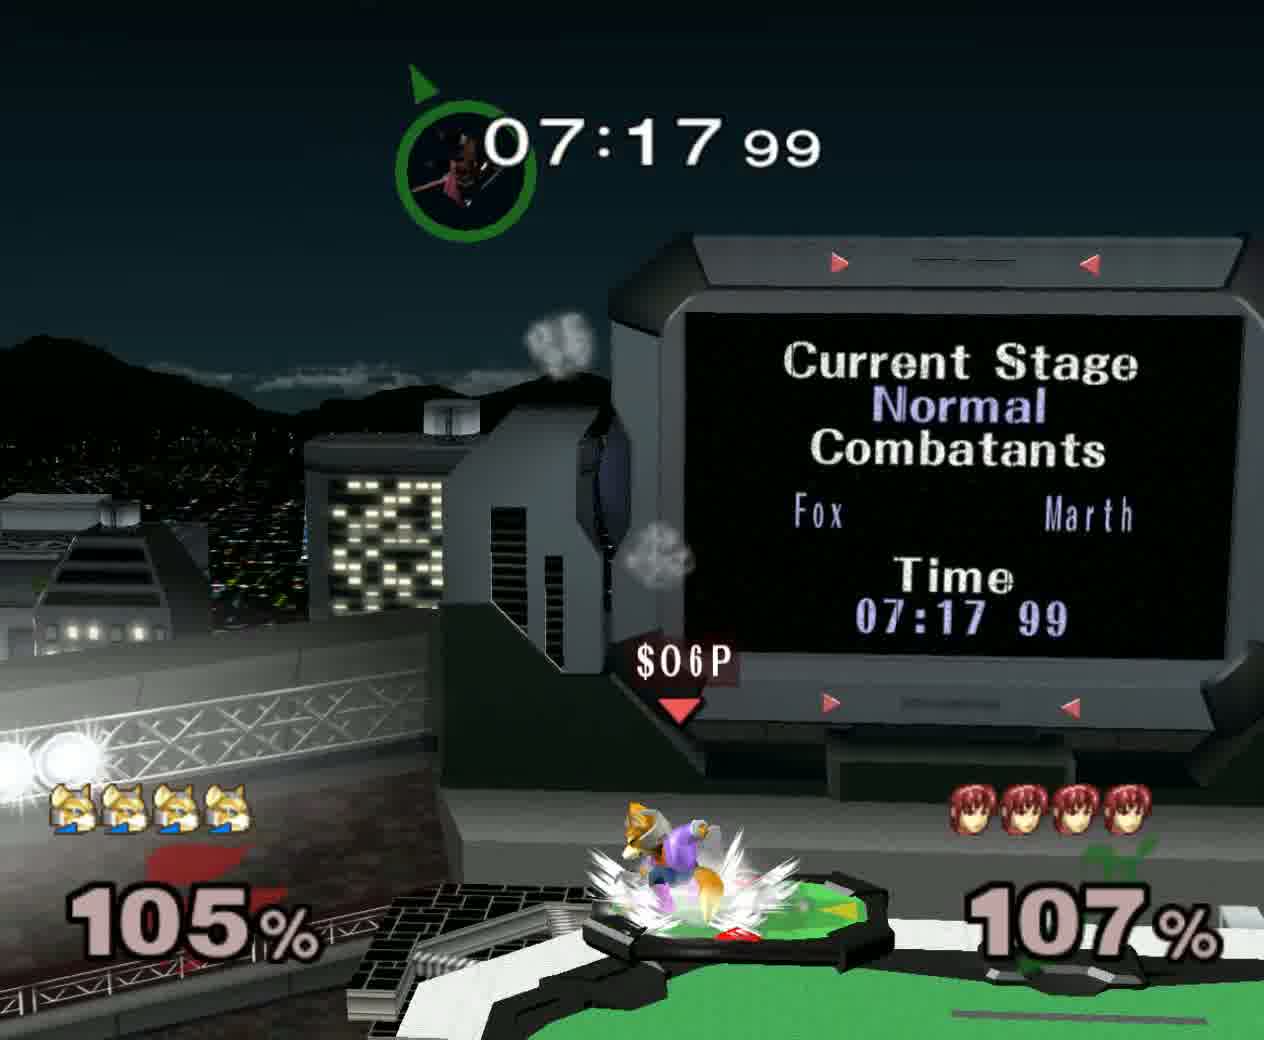 07:17 99
Current Stage
Normal
Combatants
Fox Marth
Time
07:17 99
$06P
105%
107%